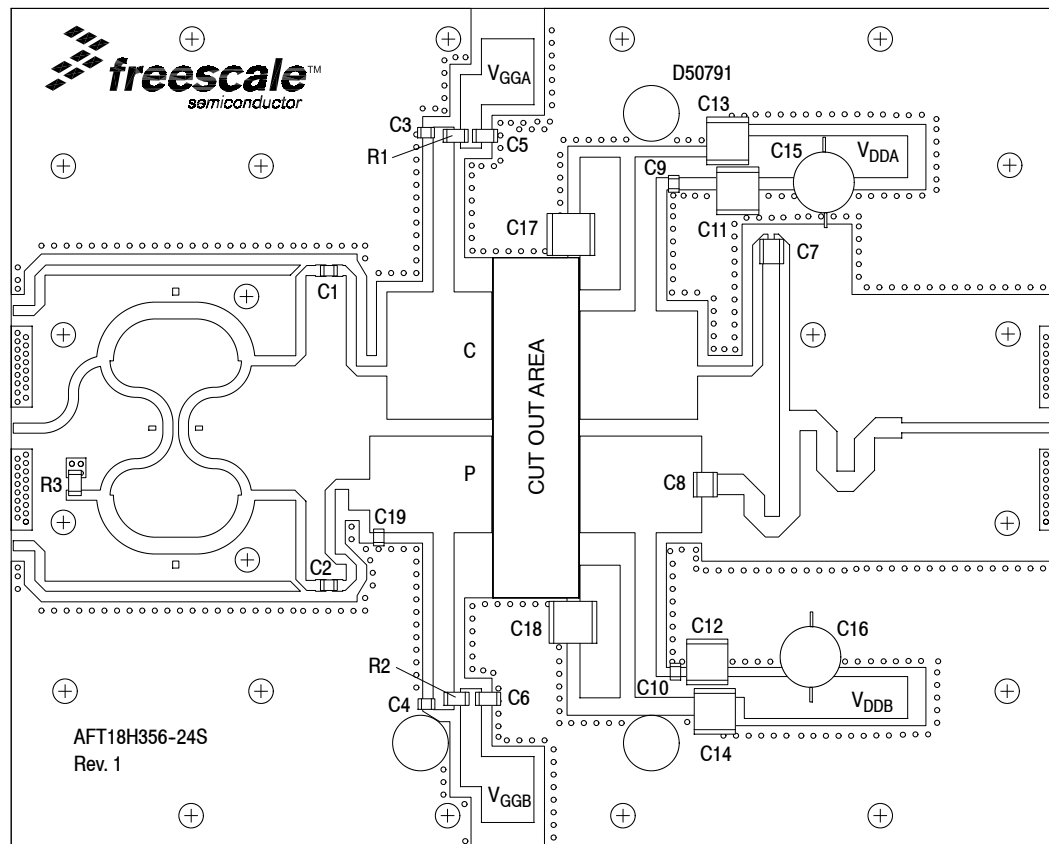 freescale™
semiconductor
VGGA
D50791
C13
C3
C5
R1
C15
VDDA
C9
C17
C11
C7
C1
C
CUT OUT AREA
P
R3
C8
C19
C2
C18
C12
C16
R2
C10
C4
C6
VDDB
AFT18H356-24S
Rev. 1
C14
VGGB